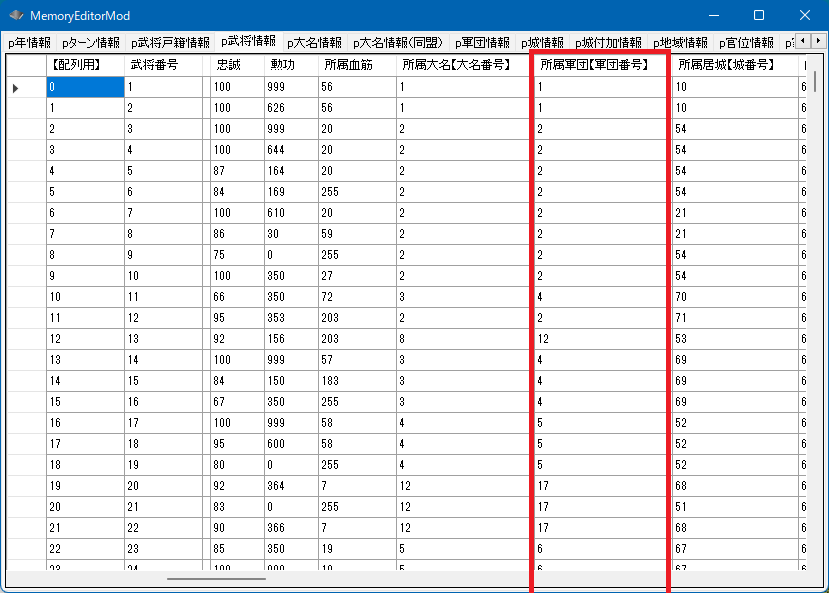 MemoryEditorMod
p年情報 pターン情報 p武将戸籍情報 p武将情報 p大名情報 p大名情報(同盟) p軍団情報 p城情報 p城付加情報 p地域情報 p官位情報
【配列用】 武将番号 忠誠 勲功 所属血筋 所属大名【大名番号】 所属軍団【軍団番号】 所属居城【城番号】
0 1 100 999 56 1 1 10 6
1 2 100 626 56 1 1 10 6
2 3 100 999 20 2 2 54 6
3 4 100 644 20 2 2 54 6
4 5 87 164 20 2 2 54 6
5 6 84 169 255 2 2 54 6
6 7 100 610 20 2 2 21 6
7 8 86 30 59 2 2 21 6
8 9 75 0 255 2 2 54 6
9 10 100 350 27 2 2 54 6
10 11 66 350 72 3 4 70 6
11 12 95 353 203 2 2 71 6
12 13 92 156 203 8 12 53 6
13 14 100 999 57 3 4 69 6
14 15 84 150 183 3 4 69 6
15 16 67 350 255 3 4 69 6
16 17 100 999 58 4 5 52 6
17 18 95 600 58 4 5 52 6
18 19 80 0 255 4 5 52 6
19 20 92 364 7 12 17 68 6
20 21 83 0 255 12 17 51 6
21 22 90 366 7 12 17 68 6
22 23 85 350 19 5 6 67 6
23 24 100 999 19 5 6 67 6